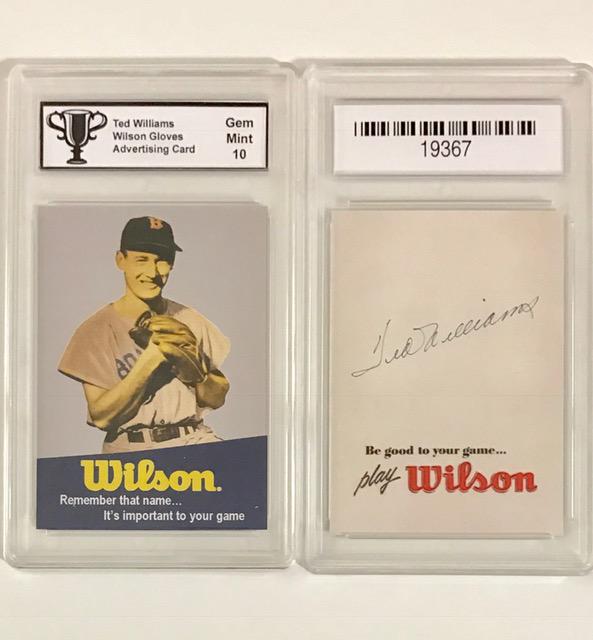 Ted Williams
Wilson Gloves
Advertising Card
Gem
Mint
10
B
BO
Wilson.
Remember that name...
It's important to your game
19367
Ted Williams
Be good to your game...
play Wilson